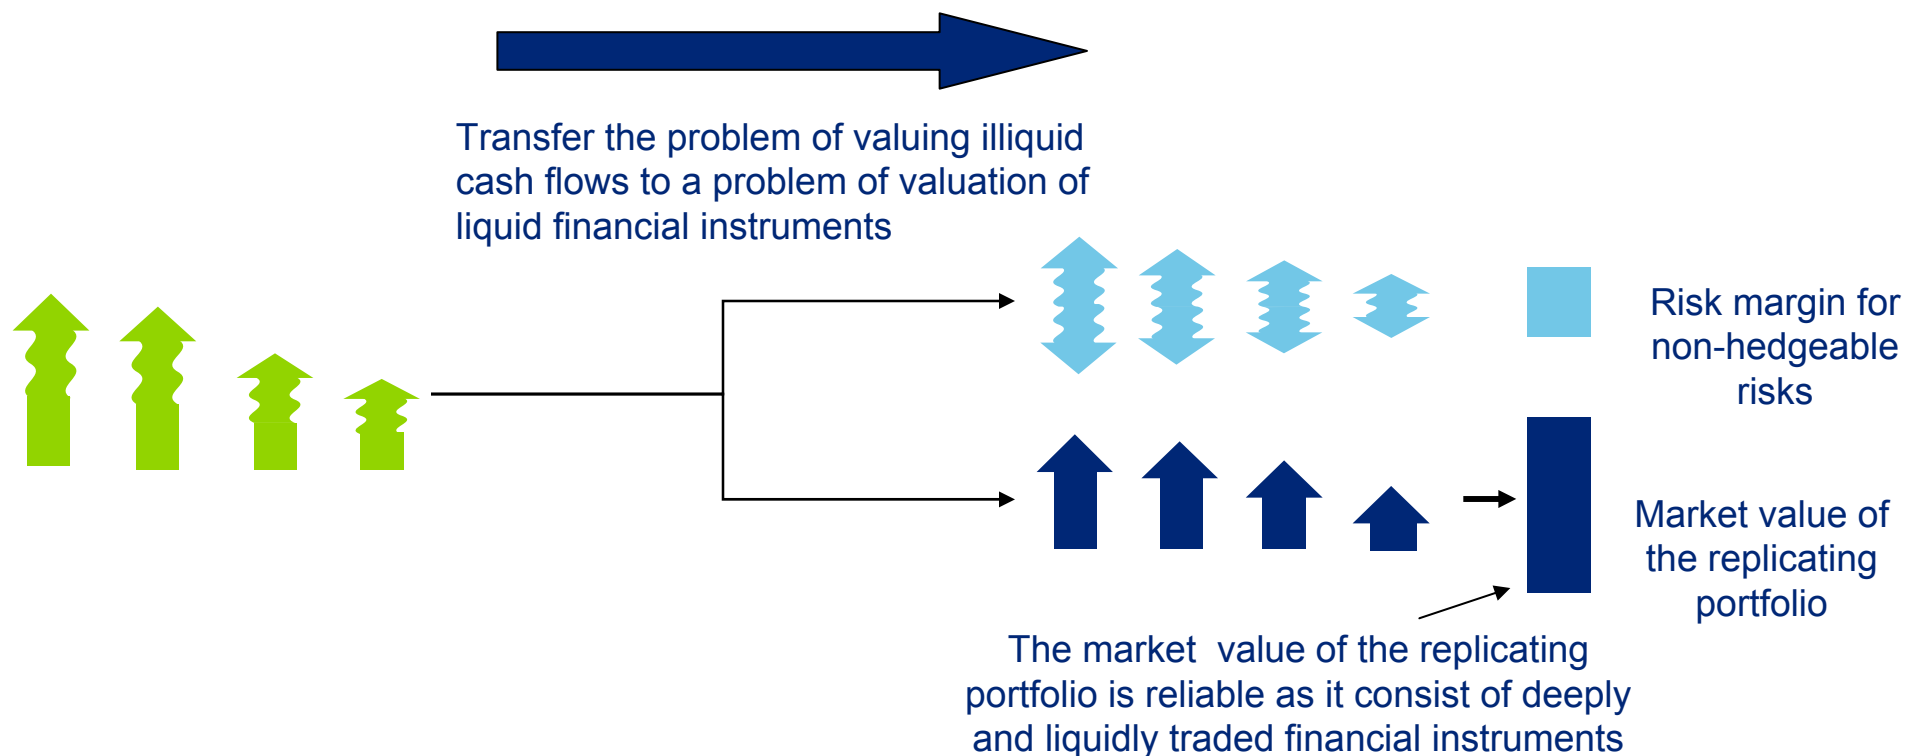 Transfer the problem of valuing illiquid
cash flows to a problem of valuation of
liquid financial instruments
Risk margin for
non-hedgeable
risks
Market value of
the replicating
portfolio
The market  value of the replicating
portfolio is reliable as it consist of deeply
and liquidly traded financial instruments